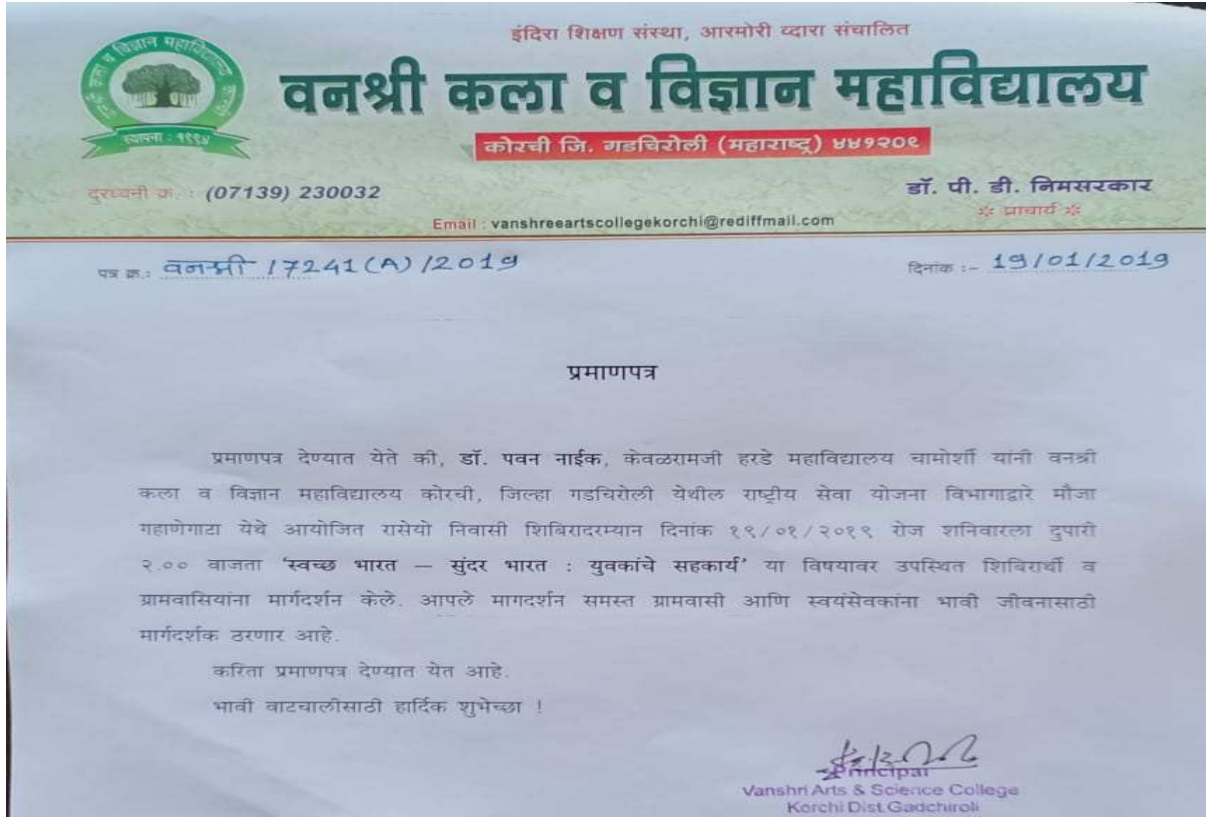 इंदिरा शिक्षण संस्था, आरमोरी व्दारा संचालित
वनश्री कला व विज्ञान महाविद्यालय
स्थापना : १९९४
कोरची जि. गडचिरोली (महाराष्ट्र) ४४१२०९
दुरध्वनी क्र. : (07139) 230032
डॉ. पी. डी. निमसरकार
प्राचार्य
Email : vanshreeartscollegekorchi@rediffmail.com
पत्र क्र.: वनश्री /7241(A)/2019
दिनांक :- 19/01/2019
प्रमाणपत्र
प्रमाणपत्र देण्यात येते की, डॉ. पवन नाईक, केवळरामजी हरडे महाविद्यालय चामोर्शी यांनी वनश्री
कला व विज्ञान महाविद्यालय कोरची, जिल्हा गडचिरोली येथील राष्ट्रीय सेवा योजना विभागाद्वारे मौजा
गहाणेगाटा येथे आयोजित रासेयो निवासी शिबिरादरम्यान दिनांक १९/०१/२०१९ रोज शनिवारला दुपारी
२.०० वाजता 'स्वच्छ भारत – सुंदर भारत : युवकांचे सहकार्य' या विषयावर उपस्थित शिबिरार्थी व
ग्रामवासियांना मार्गदर्शन केले. आपले मागदर्शन समस्त ग्रामवासी आणि स्वयंसेवकांना भावी जीवनासाठी
मार्गदर्शक ठरणार आहे.
करिता प्रमाणपत्र देण्यात येत आहे.
भावी वाटचालीसाठी हार्दिक शुभेच्छा !
Principal
Vanshri Arts & Science College
Korchi Dist.Gadchiroli